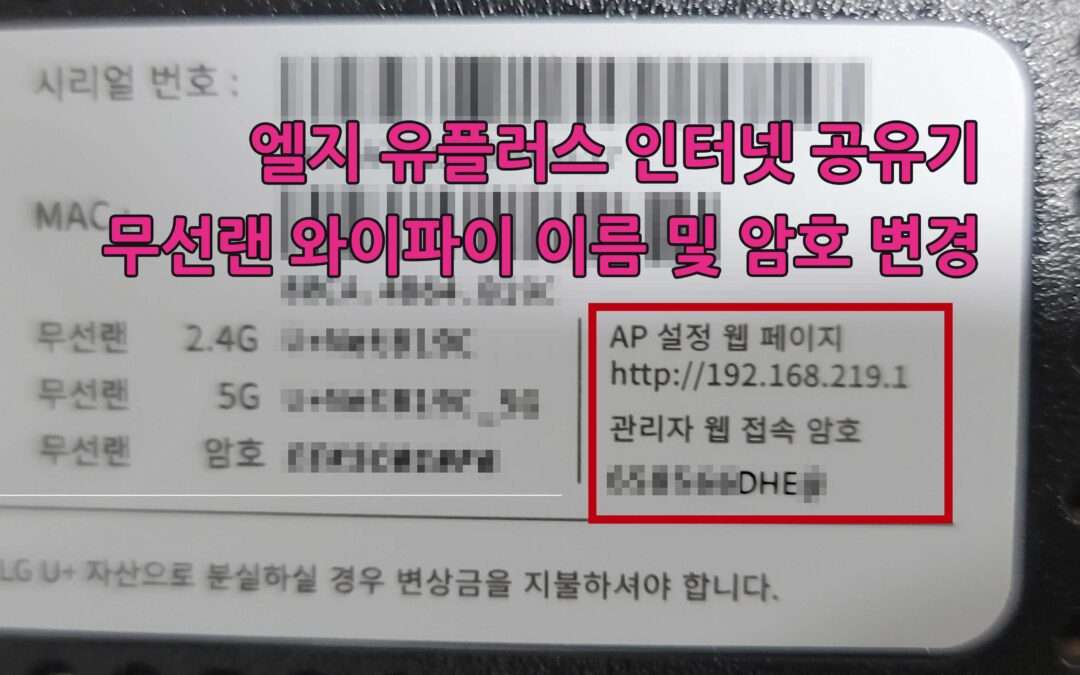 시리얼 번호 :
엘지 유플러스 인터넷 공유기
MAC :
무선랜 와이파이 이름 및 암호 변경
무선랜 2.4G
무선랜 5G
무선랜 암호
AP 설정 웹 페이지
http://192.168.219.1
관리자 웹 접속 암호
DHE
LG U+ 자산으로 분실하실 경우 변상금을 지불하셔야 합니다.